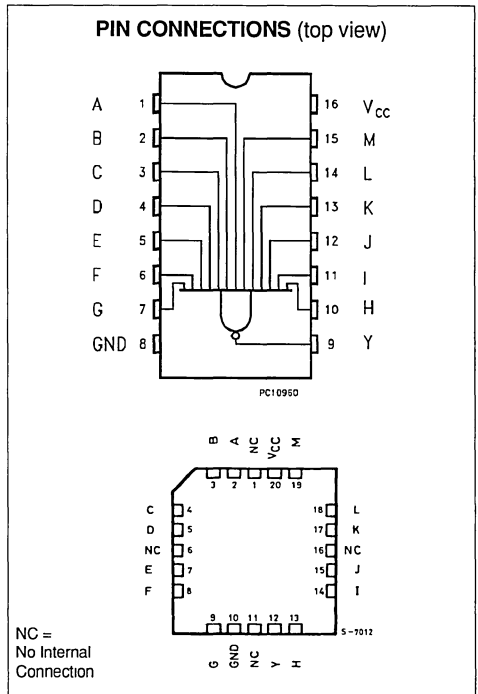 PIN CONNECTIONS (top view)
A 1 16 VCC
B 2 15 M
C 3 14 L
D 4 13 K
E 5 12 J
F 6 11 I
G 7 10 H
GND 8 9 Y
PC10960
B A NC VCC M
3 2 1 20 19
C 4 18 L
D 5 17 K
NC 6 16 NC
E 7 15 J
F 8 14 I
9 10 11 12 13
G GND NC Y H
S-7012
NC =
No Internal
Connection